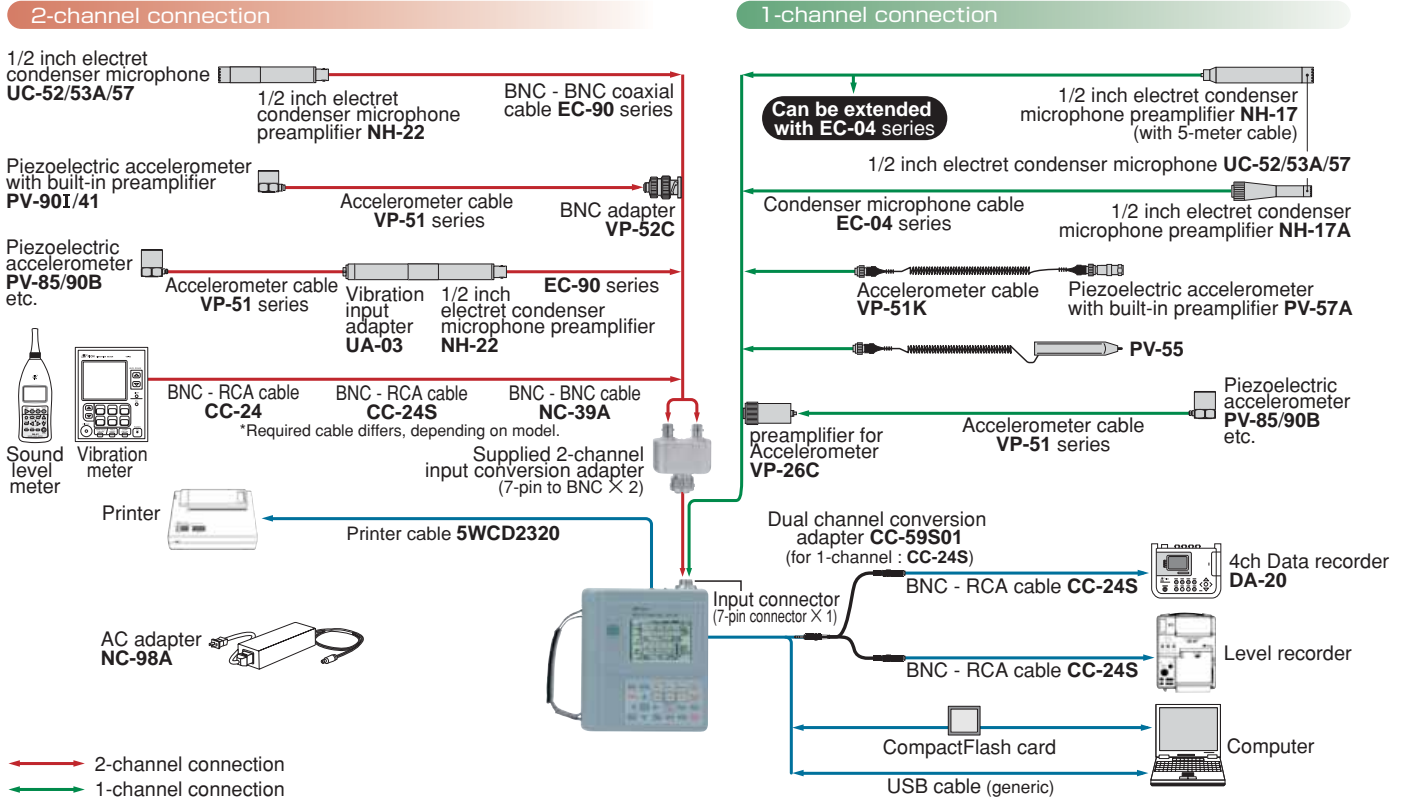 2-channel connection
1/2 inch electret
condenser microphone
UC-52/53A/57
1/2 inch electret
condenser microphone
preamplifier NH-22
BNC - BNC coaxial
cable EC-90 series
Piezoelectric accelerometer
with built-in preamplifier
PV-90I/41
Accelerometer cable
VP-51 series
BNC adapter
VP-52C
Piezoelectric
accelerometer
PV-85/90B
etc.
Accelerometer cable
VP-51 series
Vibration
input
adapter
UA-03
1/2 inch
electret condenser
microphone preamplifier
NH-22
EC-90 series
BNC - RCA cable
CC-24
BNC - RCA cable
CC-24S
BNC - BNC cable
NC-39A
*Required cable differs, depending on model.
Sound
level
meter
Vibration
meter
Supplied 2-channel
input conversion adapter
(7-pin to BNC × 2)
Printer
Printer cable 5WCD2320
AC adapter
NC-98A
2-channel connection
1-channel connection
1-channel connection
Can be extended
with EC-04 series
1/2 inch electret condenser
microphone preamplifier NH-17
(with 5-meter cable)
1/2 inch electret condenser microphone UC-52/53A/57
Condenser microphone cable
EC-04 series
1/2 inch electret condenser
microphone preamplifier NH-17A
Accelerometer cable
VP-51K
Piezoelectric accelerometer
with built-in preamplifier PV-57A
PV-55
preamplifier for
Accelerometer
VP-26C
Accelerometer cable
VP-51 series
Piezoelectric
accelerometer
PV-85/90B
etc.
Dual channel conversion
adapter CC-59S01
(for 1-channel : CC-24S)
Input connector
(7-pin connector × 1)
BNC - RCA cable CC-24S
4ch Data recorder
DA-20
BNC - RCA cable CC-24S
Level recorder
CompactFlash card
Computer
USB cable (generic)